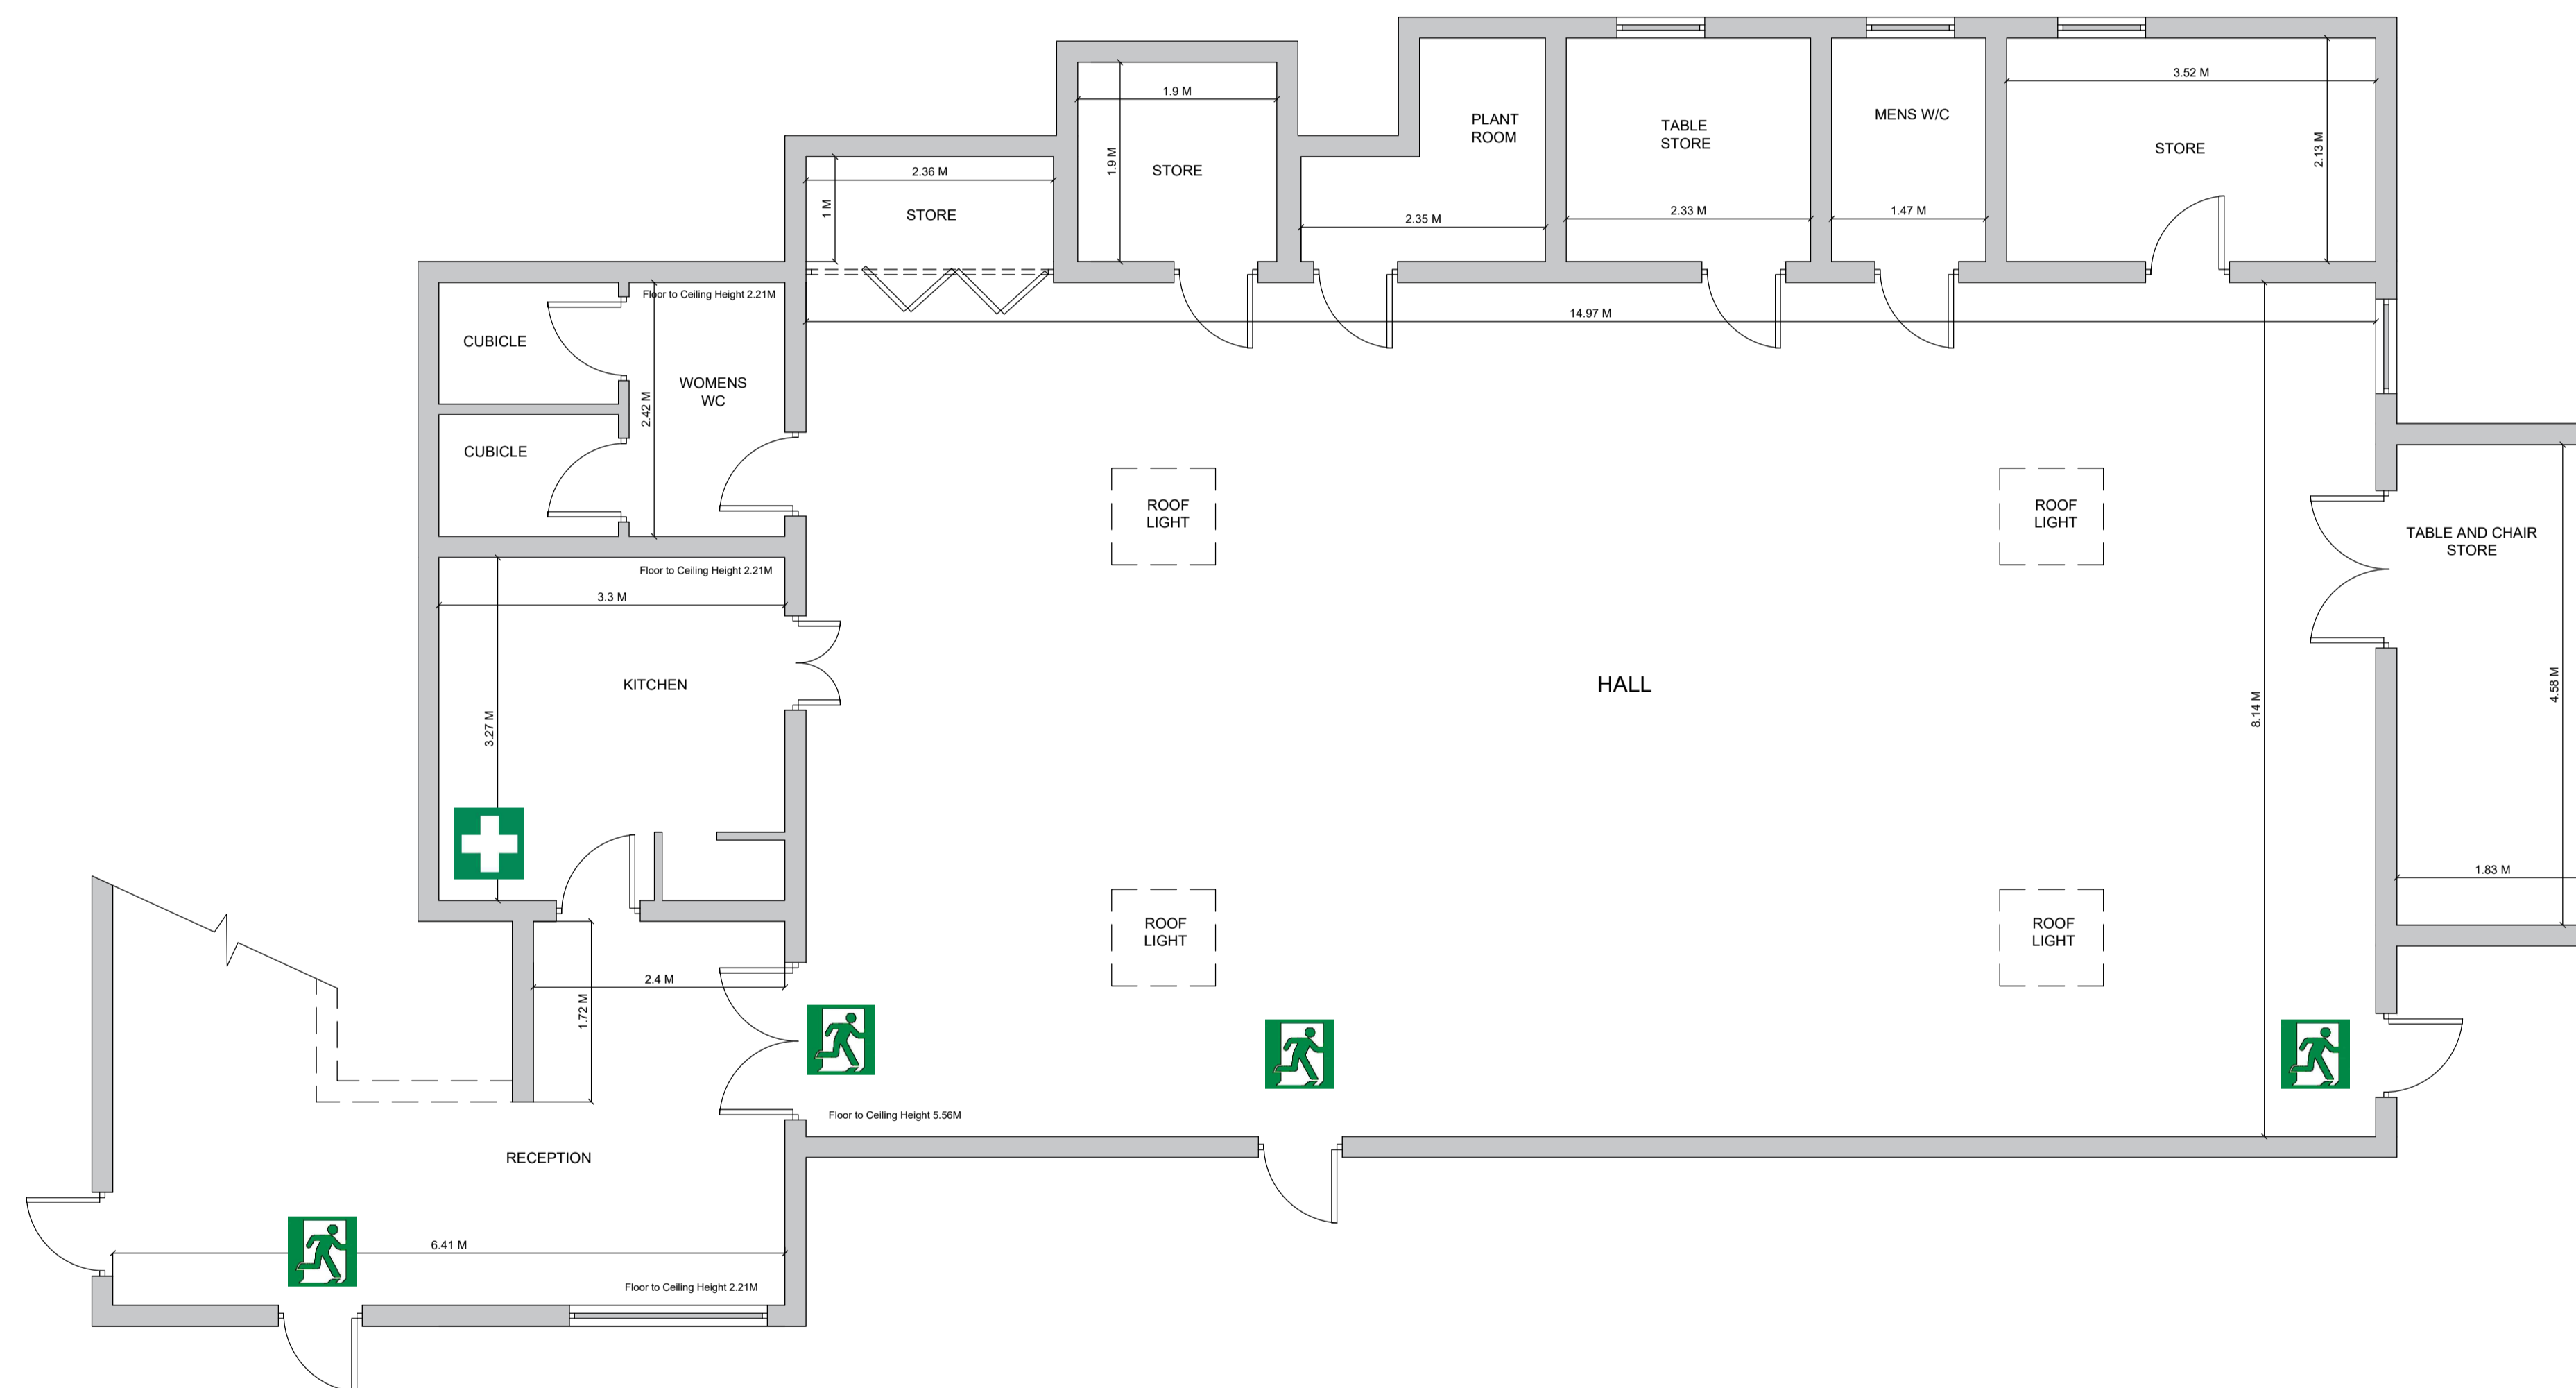 3.52 M
1.9 M
PLANT
ROOM
MENS W/C
TABLE
STORE
2.13 M
STORE
1.9 M
STORE
2.36 M
1 M
STORE
2.35 M
2.33 M
1.47 M
Floor to Ceiling Height 2.21M
14.97 M
CUBICLE
WOMENS
WC
2.42 M
CUBICLE
ROOF
LIGHT
ROOF
LIGHT
TABLE AND CHAIR
STORE
Floor to Ceiling Height 2.21M
3.3 M
KITCHEN
HALL
4.58 M
3.27 M
8.14 M
1.83 M
ROOF
LIGHT
ROOF
LIGHT
2.4 M
1.72 M
Floor to Ceiling Height 5.56M
RECEPTION
6.41 M
Floor to Ceiling Height 2.21M